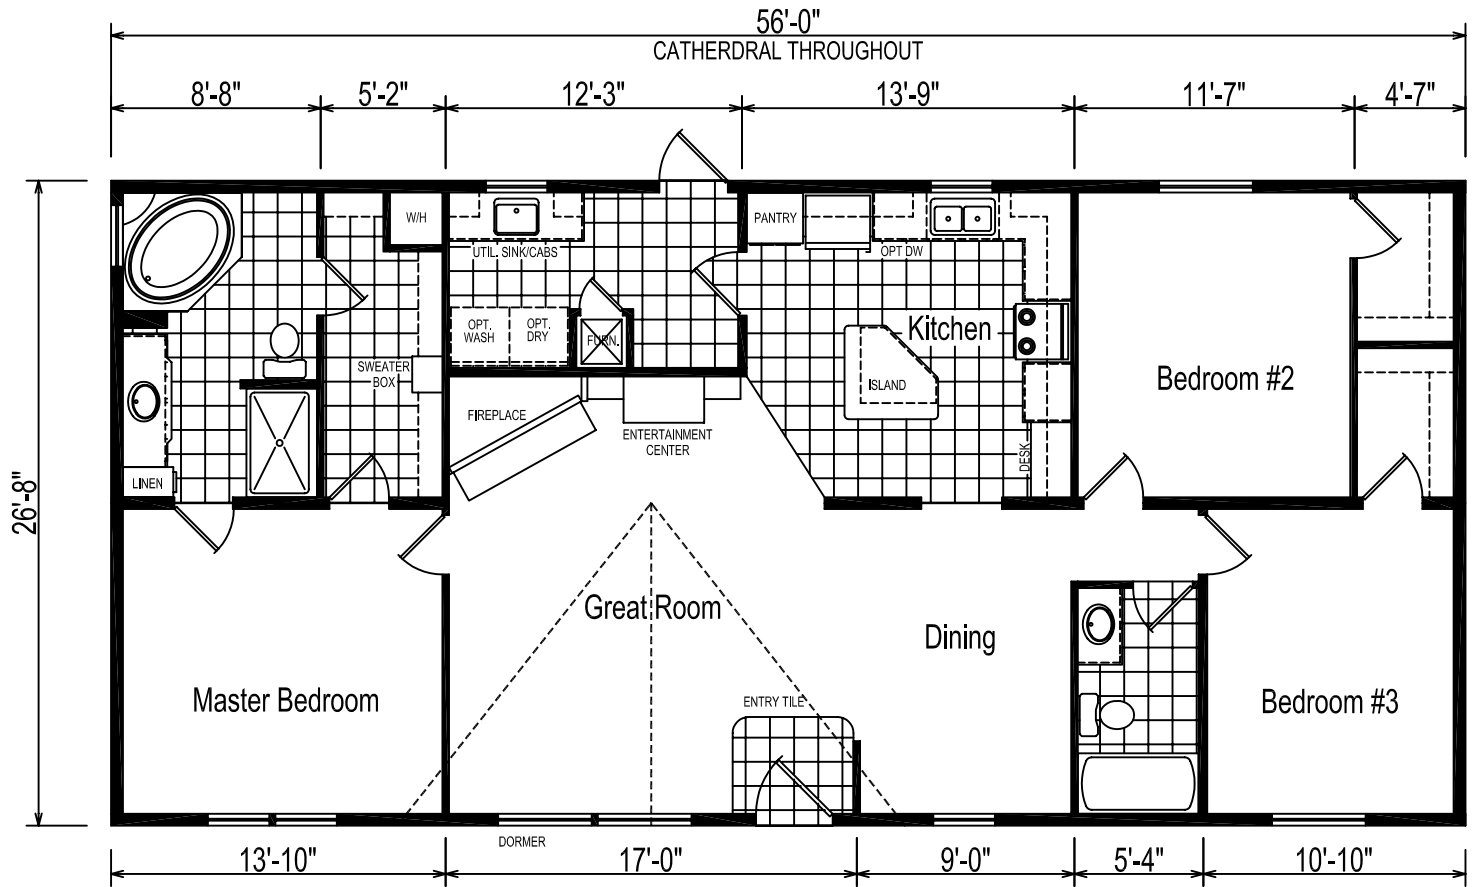 56'-0"
CATHERDRAL THROUGHOUT
8'-8"
5'-2"
12'-3"
13'-9"
11'-7"
4'-7"
W/H
PANTRY
UTIL. SINK/CABS
OPT DW
OPT.
WASH
OPT.
DRY
FURN.
Kitchen
SWEATER
BOX
ISLAND
Bedroom #2
FIREPLACE
ENTERTAINMENT
CENTER
DESK
LINEN
26'-8"
Great Room
Dining
Master Bedroom
ENTRY TILE
Bedroom #3
DORMER
13'-10"
17'-0"
9'-0"
5'-4"
10'-10"